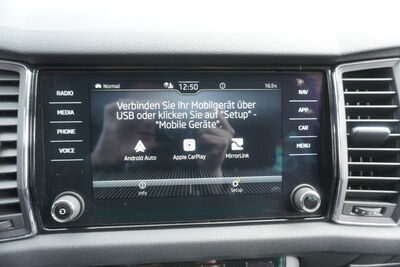 Normal
12:50
16.5°C
RADIO
MEDIA
PHONE
VOICE
NAV
APP
CAR
MENU
Verbinden Sie Ihr Mobilgerät über
USB oder klicken Sie auf "Setup" -
"Mobile Geräte".
Android Auto
Apple CarPlay
MirrorLink
Info
Setup